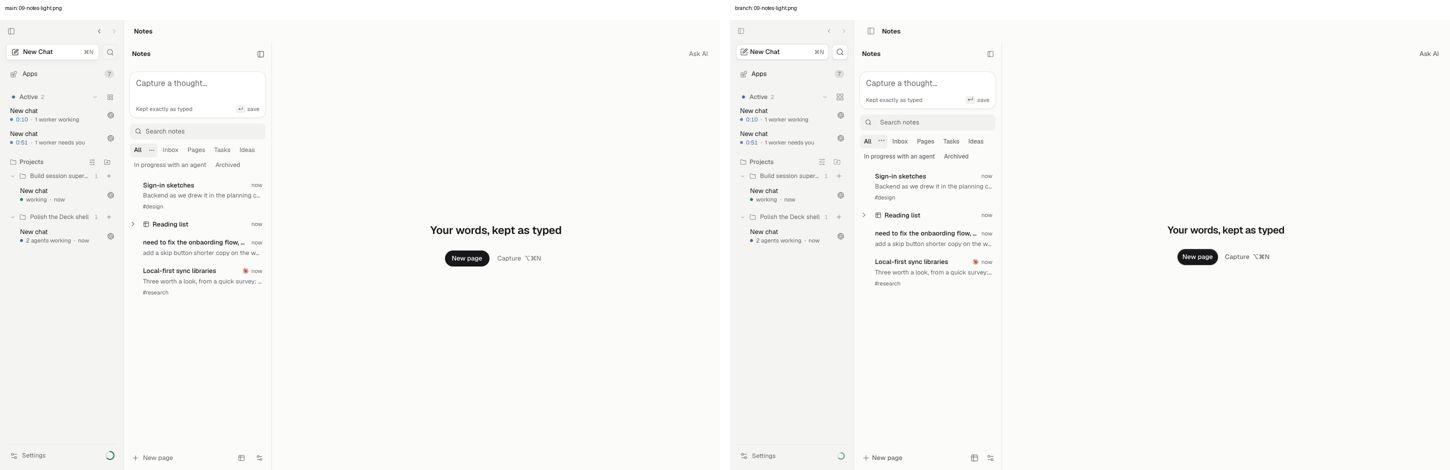 main: 09-notes-light.png
Notes
New Chat ⌘N
Apps 7
Active 2
New chat
0:10 · 1 worker working
New chat
0:51 · 1 worker needs you
Projects
Build session super... 1
New chat
working · now
Polish the Deck shell 1
New chat
2 agents working · now
Settings
Notes
Capture a thought...
Kept exactly as typed save
Search notes
All Inbox Pages Tasks Ideas
In progress with an agent Archived
Sign-in sketches now
Backend as we drew it in the planning c...
#design
Reading list now
need to fix the onbaording flow, ... now
add a skip button shorter copy on the w...
Local-first sync libraries now
Three worth a look, from a quick survey: ...
#research
New page
Ask AI
Your words, kept as typed
New page Capture ⌥⌘N
branch: 09-notes-light.png
Notes
New Chat ⌘N
Apps 7
Active 2
New chat
0:10 · 1 worker working
New chat
0:51 · 1 worker needs you
Projects
Build session super... 1
New chat
working · now
Polish the Deck shell 1
New chat
2 agents working · now
Settings
Notes
Capture a thought...
Kept exactly as typed save
Search notes
All Inbox Pages Tasks Ideas
In progress with an agent Archived
Sign-in sketches now
Backend as we drew it in the planning c...
#design
Reading list now
need to fix the onbaording flow, ... now
add a skip button shorter copy on the w...
Local-first sync libraries now
Three worth a look, from a quick survey:...
#research
New page
Ask AI
Your words, kept as typed
New page Capture ⌥⌘N